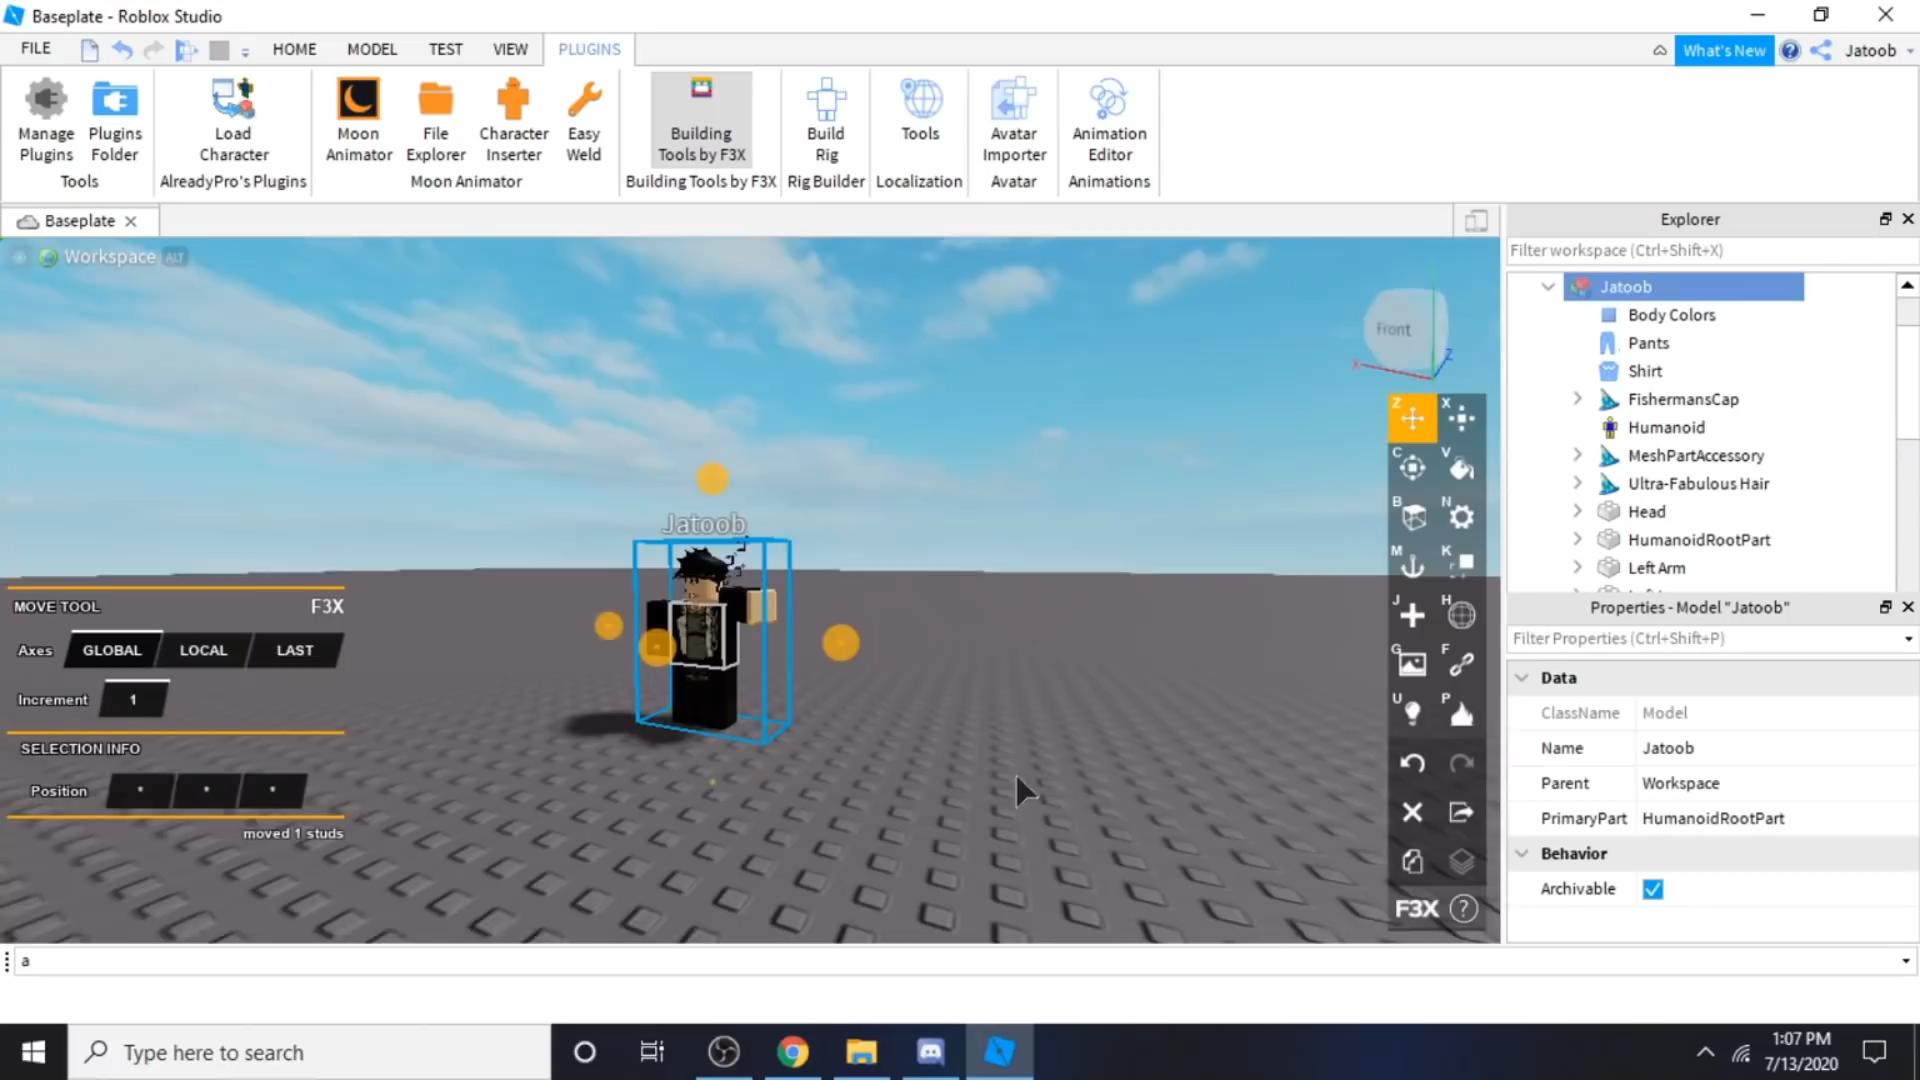 Baseplate - Roblox Studio
FILE HOME MODEL TEST VIEW PLUGINS What's New Jatoob
Manage Plugins
Plugins Folder
Tools
Load Character
AlreadyPro's Plugins
Moon Animator
File Explorer
Character Inserter
Easy Weld
Moon Animator
Building Tools by F3X
Building Tools by F3X
Build Rig
Rig Builder
Tools
Localization
Avatar Importer
Avatar
Animation Editor
Animations
Baseplate
Workspace ALT
Front
X
Z
Jatoob
MOVE TOOL F3X
Axes GLOBAL LOCAL LAST
Increment 1
SELECTION INFO
Position * * *
moved 1 studs
Z X
C V
B N
M K
J H
G F
U P
F3X ?
Explorer
Filter workspace (Ctrl+Shift+X)
Jatoob
Body Colors
Pants
Shirt
FishermansCap
Humanoid
MeshPartAccessory
Ultra-Fabulous Hair
Head
HumanoidRootPart
Left Arm
Properties - Model "Jatoob"
Filter Properties (Ctrl+Shift+P)
Data
ClassName Model
Name Jatoob
Parent Workspace
PrimaryPart HumanoidRootPart
Behavior
Archivable
a
Type here to search
1:07 PM
7/13/2020